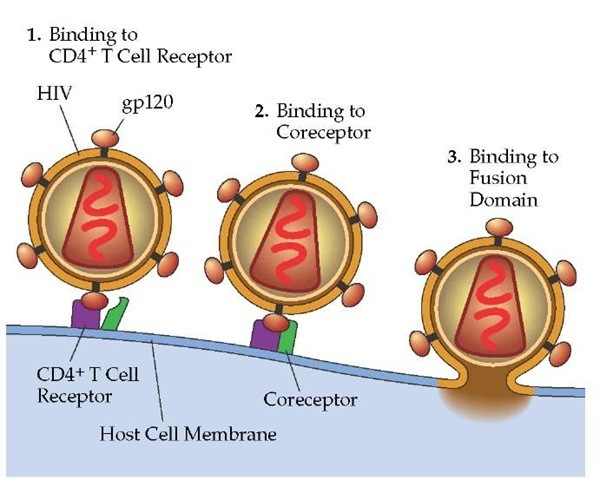 1. Binding to
CD4+ T Cell Receptor
HIV
gp120
2. Binding to
Coreceptor
3. Binding to
Fusion
Domain
CD4+ T Cell
Receptor
Coreceptor
Host Cell Membrane